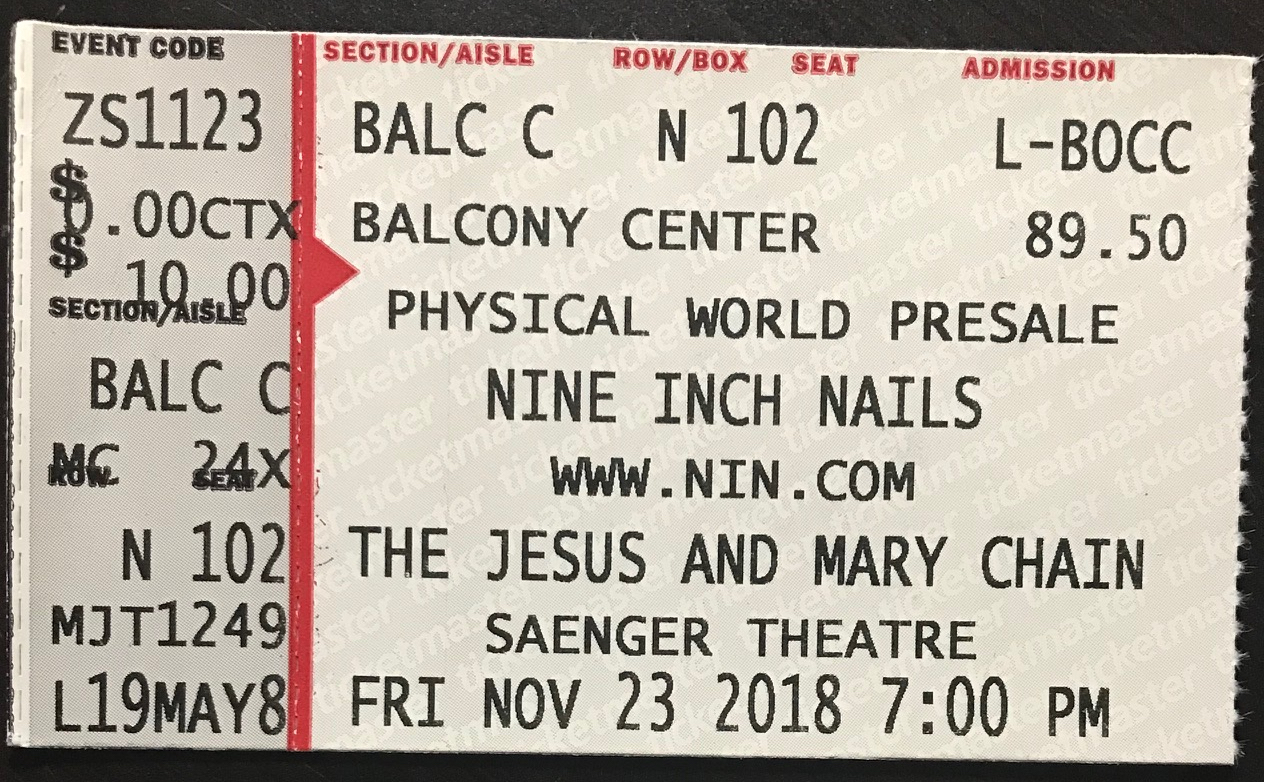 EVENT CODE
ZS1123
$
0.00CTX
$
10.00
SECTION/AISLE
BALC C
MC 24X
ROW SEAT
N 102
MJT1249
L19MAY8
SECTION/AISLE ROW/BOX SEAT ADMISSION
BALC C N 102 L-BOCC
BALCONY CENTER 89.50
PHYSICAL WORLD PRESALE
NINE INCH NAILS
WWW.NIN.COM
THE JESUS AND MARY CHAIN
SAENGER THEATRE
FRI NOV 23 2018 7:00 PM
ticketmaster